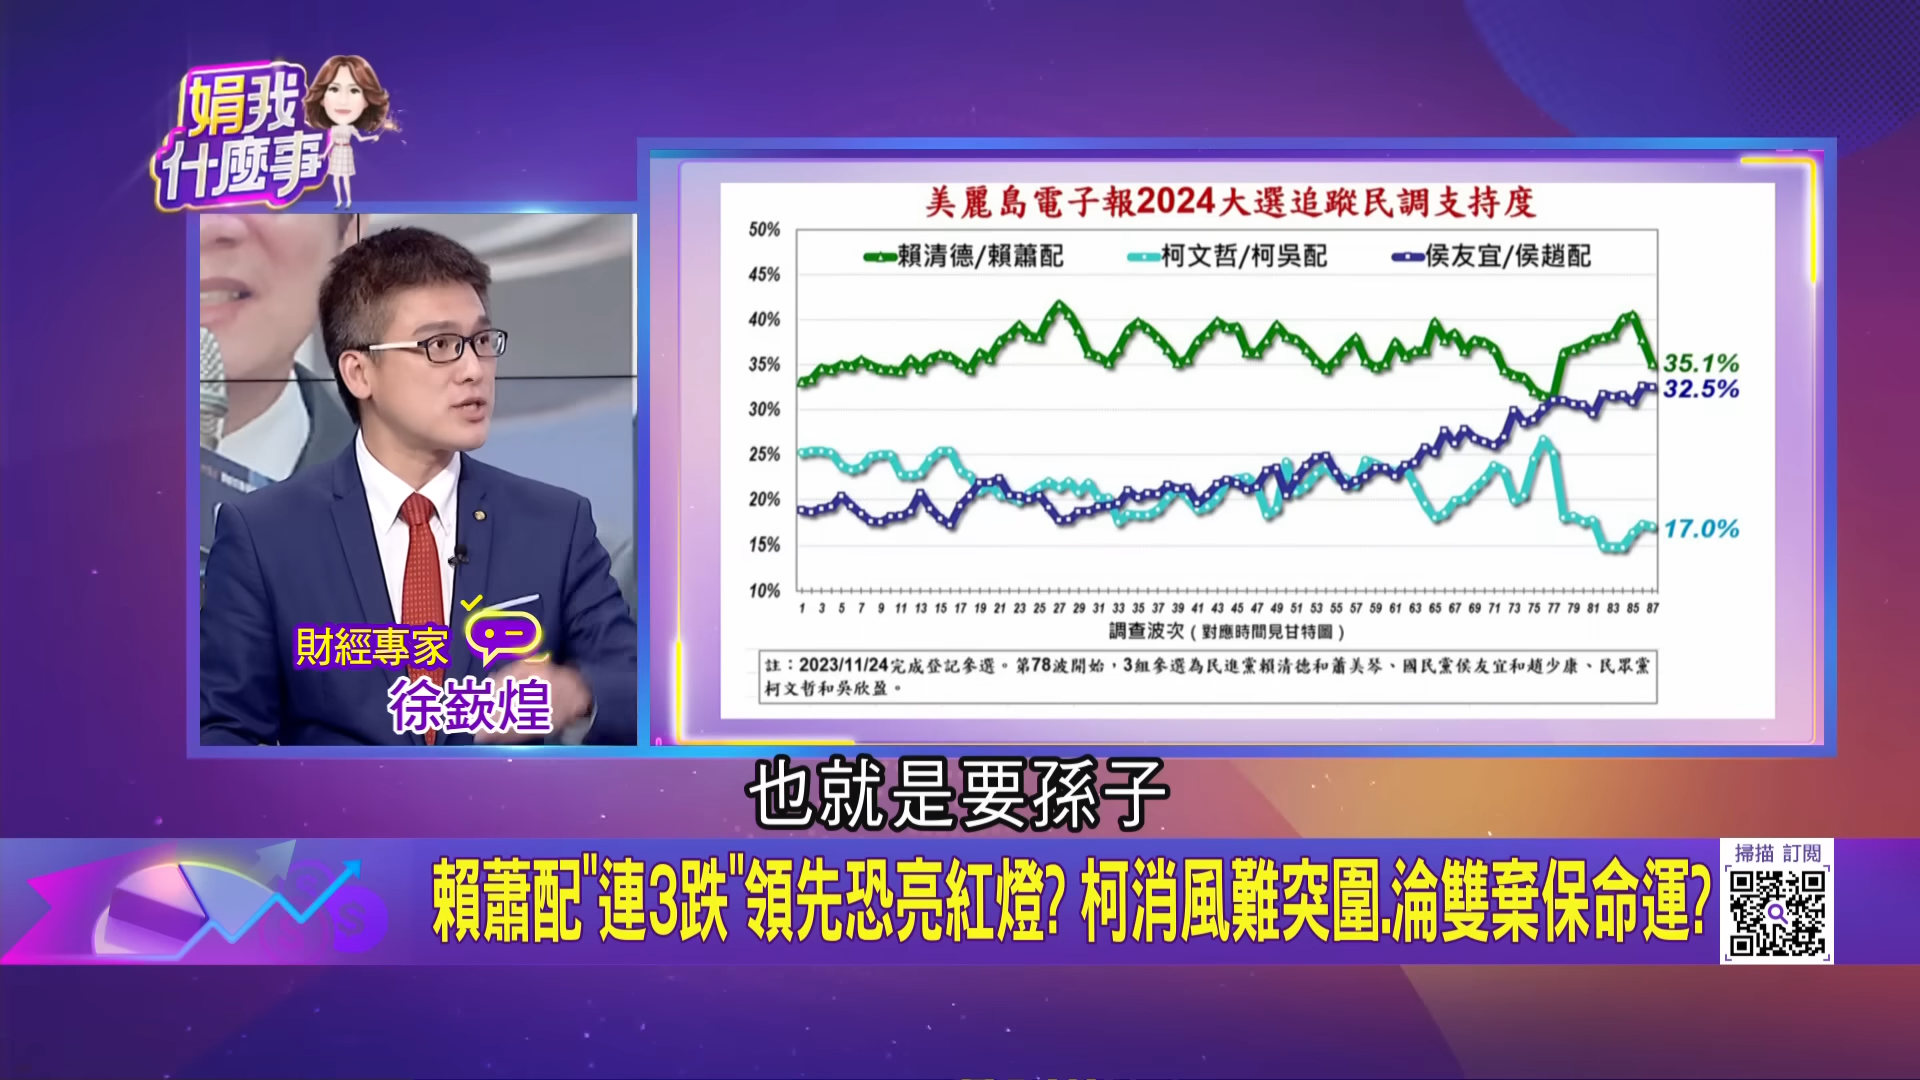 娟我
什麼事
美麗島電子報2024大選追蹤民調支持度
賴清德/賴蕭配 柯文哲/柯吳配 侯友宜/侯趙配
50%
45%
40%
35%
30%
25%
20%
15%
10%
35.1%
32.5%
17.0%
1 3 5 7 9 11 13 15 17 19 21 23 25 27 29 31 33 35 37 39 41 43 45 47 49 51 53 55 57 59 61 63 65 67 69 71 73 75 77 79 81 83 85 87
調查波次(對應時間見甘特圖)
註：2023/11/24完成登記參選。第78波開始，3組參選為民進黨賴清德和蕭美琴、國民黨侯友宜和趙少康、民眾黨
柯文哲和吳欣盈。
財經專家
徐嶔煌
也就是要孫子
賴蕭配"連3跌"領先恐亮紅燈? 柯消風難突圍.淪雙棄保命運?
掃描 訂閱